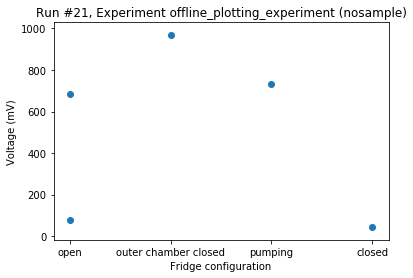 Run #21, Experiment offline_plotting_experiment (nosample)
1000
800
600
400
200
0
Voltage (mV)
open outer chamber closed pumping closed
Fridge configuration